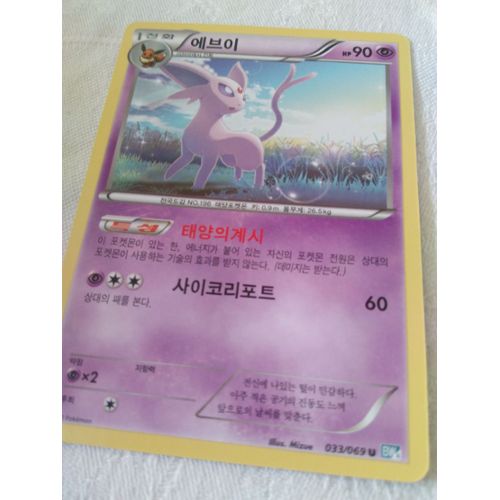 1진화
에브이
HP90
전국도감 NO.196 태양포켓몬 키: 0.9m 몸무게: 26.5kg
특성 태양의계시
이 포켓몬이 있는 한, 에너지가 붙어 있는 자신의 포켓몬 전원은 상대의
포켓몬이 사용하는 기술의 효과를 받지 않는다. (데미지는 받는다.)
사이코리포트 60
상대의 패를 본다.
약점 저항력
×2
후퇴
전신에 나있는 털이 민감하다.
아주 작은 공기의 진동도 느껴
앞으로의 날씨를 맞춘다.
Illus. Mizue 033/069 U
Pokémon